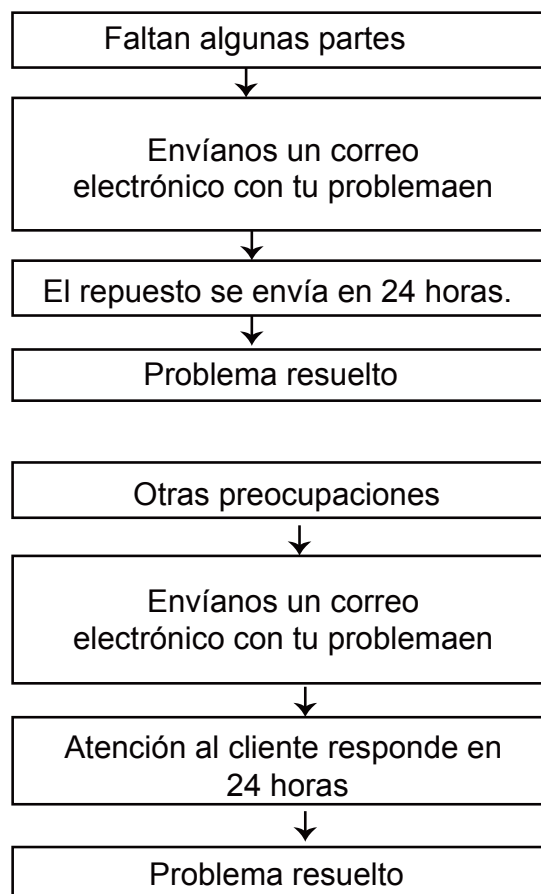 Faltan algunas partes
Envíanos un correo
electrónico con tu problemaen
El repuesto se envía en 24 horas.
Problema resuelto
Otras preocupaciones
Envíanos un correo
electrónico con tu problemaen
Atención al cliente responde en
24 horas
Problema resuelto